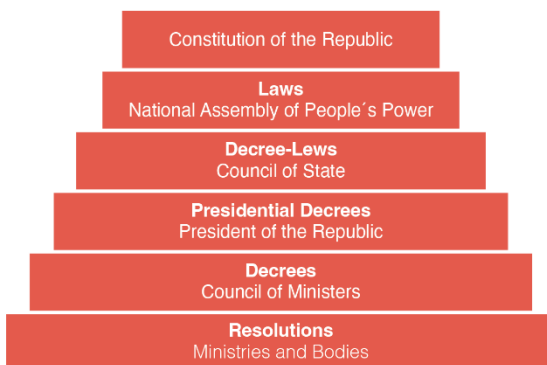 Constitution of the Republic
Laws
National Assembly of People´s Power
Decree-Lews
Council of State
Presidential Decrees
President of the Republic
Decrees
Council of Ministers
Resolutions
Ministries and Bodies